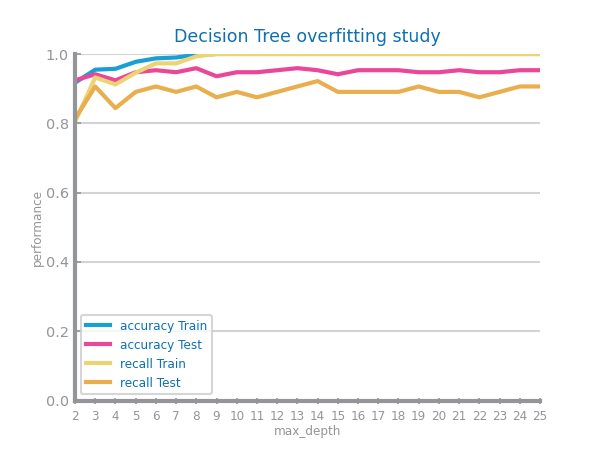 Decision Tree overfitting study
performance
1.0
0.8
0.6
0.4
0.2
0.0
accuracy Train
accuracy Test
recall Train
recall Test
2 3 4 5 6 7 8 9 10 11 12 13 14 15 16 17 18 19 20 21 22 23 24 25
max_depth